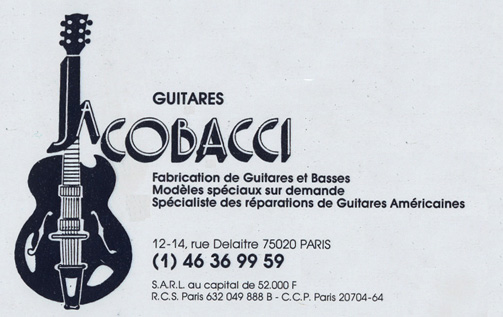 GUITARES
JACOBACCI
Fabrication de Guitares et Basses
Modèles spéciaux sur demande
Spécialiste des réparations de Guitares Américaines
12-14, rue Delaitre 75020 PARIS
(1) 46 36 99 59
S.A.R.L. au capital de 52.000 F
R.C.S. Paris 632 049 888 B - C.C.P. Paris 20704-64